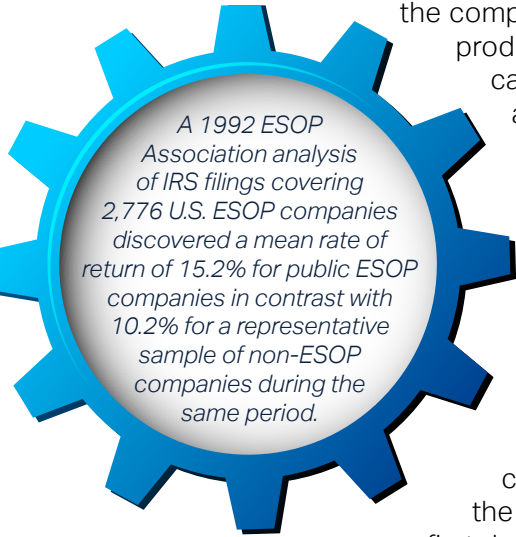 the comp
prod
ca
A 1992 ESOP
Association analysis
of IRS filings covering
2,776 U.S. ESOP companies
discovered a mean rate of
return of 15.2% for public ESOP
companies in contrast with
10.2% for a representative
sample of non-ESOP
companies during the
same period.
c
the